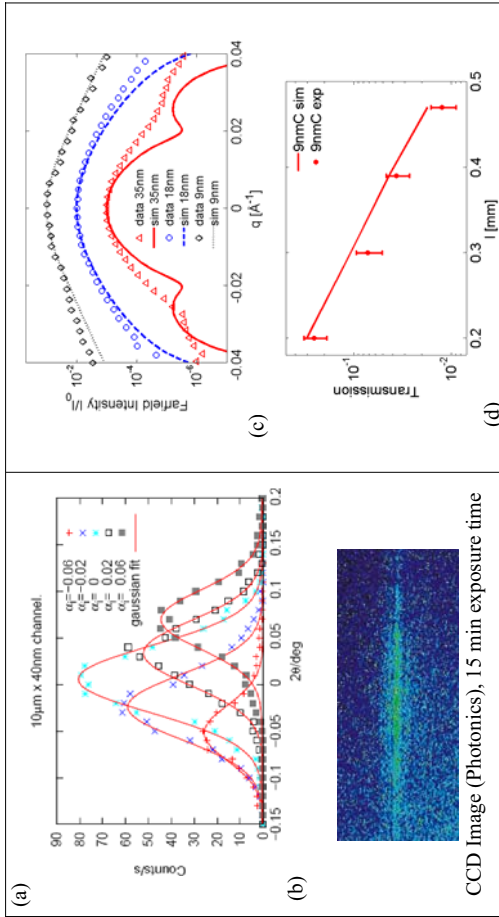 (a)
10μm x 40nm channel.
αi=-0.06
αi=-0.02
αi= 0
αi= 0.02
αi= 0.06
gaussian fit
Counts/s
90
80
70
60
50
40
30
20
10
0
-0.15
-0.1
-0.05
0
0.05
0.1
0.15
0.2
2θ/deg
(b)
CCD Image (Photonics), 15 min exposure time
(c)
Farfield Intensity I/I0
10-2
10-4
10-6
data 35nm
sim 35nm
data 18nm
sim 18nm
data 9nm
sim 9nm
-0.04
-0.02
0
0.02
0.04
q [Å-1]
(d)
Transmission
10-1
10-2
9nmC sim
9nmC exp
0.2
0.3
0.4
0.5
l [mm]